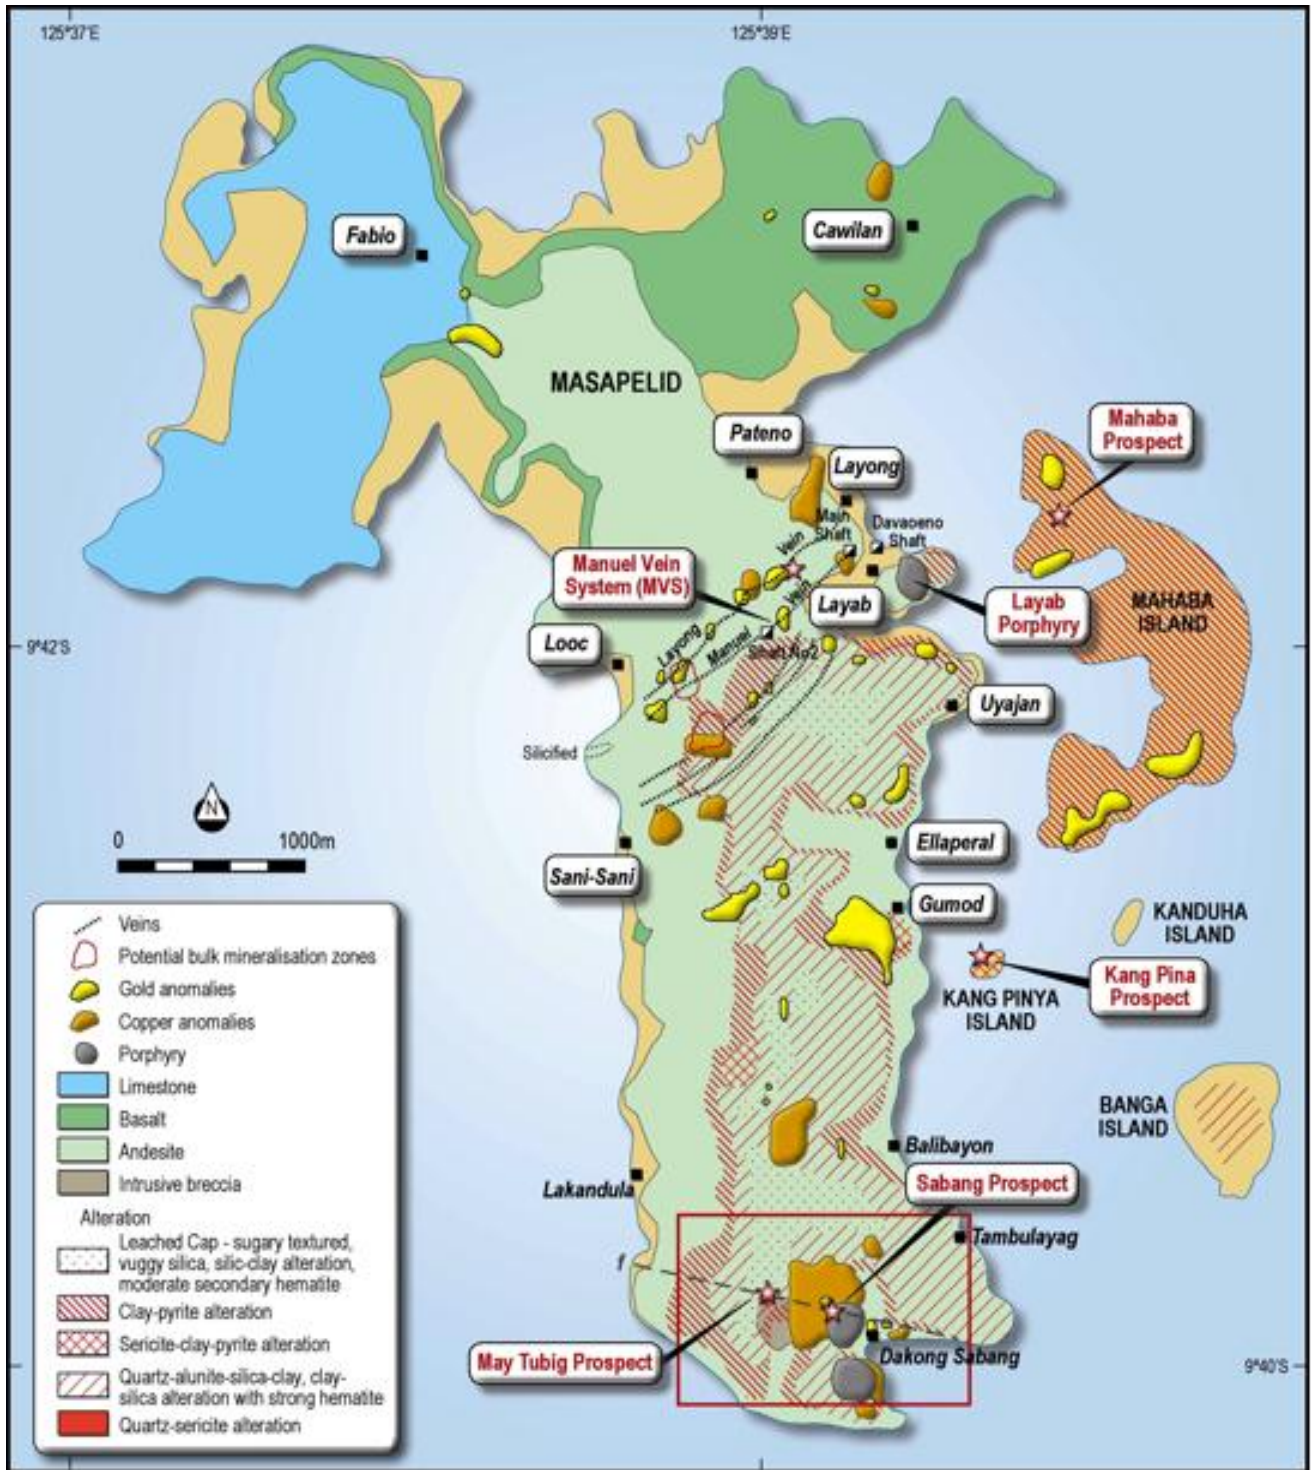 125°37'E
125°39'E
Fabio
Cawilan
MASAPELID
Mahaba
Prospect
Pateno
Layong
Main
Shaft
Davaoeno
Shaft
Vein
Manuel Vein
System (MVS)
Vein
Layab
Layab
Porphyry
MAHABA
ISLAND
9°42'S
Looc
Layong
Manuel
Shaft No2
Uyajan
Silicified
N
0
1000m
Ellaperal
Sani-Sani
Gumod
KANDUHA
ISLAND
Kang Pina
Prospect
KANG PINYA
ISLAND
BANGA
ISLAND
Balibayon
Lakandula
Sabang Prospect
Tambulayag
f
May Tubig Prospect
Dakong Sabang
9°40'S
Veins
Potential bulk mineralisation zones
Gold anomalies
Copper anomalies
Porphyry
Limestone
Basalt
Andesite
Intrusive breccia
Alteration
Leached Cap - sugary textured,
vuggy silica, silic-clay alteration,
moderate secondary hematite
Clay-pyrite alteration
Sericite-clay-pyrite alteration
Quartz-alunite-silica-clay, clay-
silica alteration with strong hematite
Quartz-sericite alteration